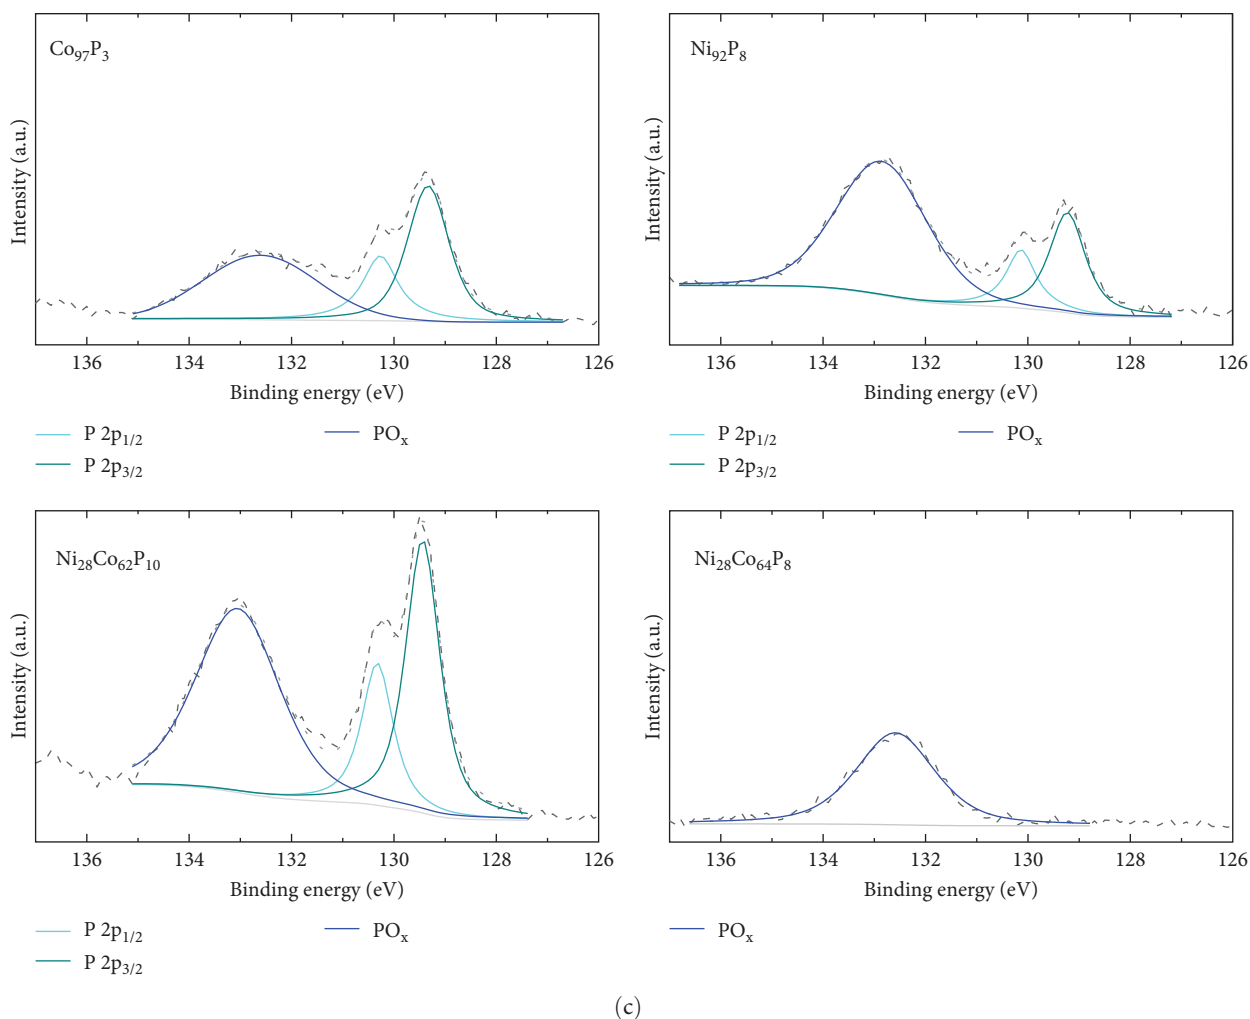 Co₉₇P₃
Intensity (a.u.)
136 134 132 130 128 126
Binding energy (eV)
P 2p₁/₂
P 2p₃/₂
POₓ
Ni₉₂P₈
Intensity (a.u.)
136 134 132 130 128 126
Binding energy (eV)
P 2p₁/₂
P 2p₃/₂
POₓ
Ni₂₈Co₆₂P₁₀
Intensity (a.u.)
136 134 132 130 128 126
Binding energy (eV)
P 2p₁/₂
P 2p₃/₂
POₓ
Ni₂₈Co₆₄P₈
Intensity (a.u.)
136 134 132 130 128 126
Binding energy (eV)
POₓ
(c)